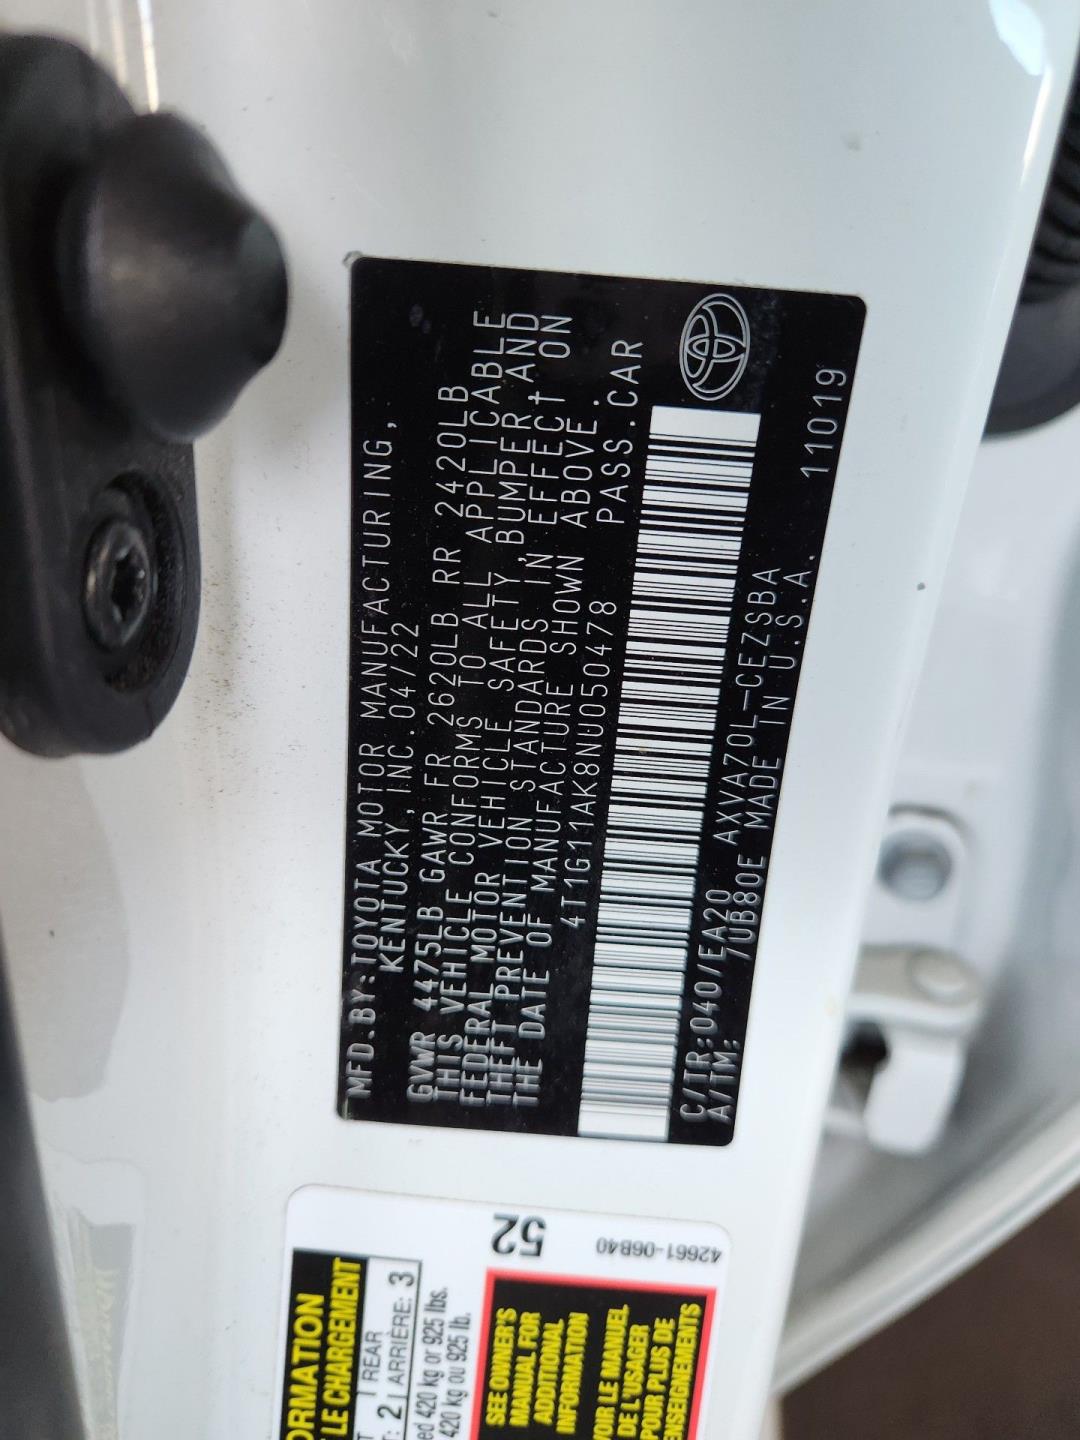 MFD.BY:TOYOTA MOTOR MANUFACTURING,
KENTUCKY,INC.04/22
GVWR 4475LB GAWR FR 2620LB RR 2420LB
THIS VEHICLE CONFORMS TO ALL APPLICABLE
FEDERAL MOTOR VEHICLE SAFETY,BUMPER,AND
THEFT PREVENTION STANDARDS IN EFFECT ON
THE DATE OF MANUFACTURE SHOWN ABOVE.
4T1G11AK8NU050478 PASS.CAR
C/TR:040/EA20 AXVA70L-CEZSBA
A/TM: /UB80E MADE IN U.S.A. 11019
52
42661-06B40
LE CHARGEMENT
REAR
2 ARRIÈRE: 3
420 kg or 925 lbs.
420 kg ou 925 lb.
SEE OWNER'S
MANUAL FOR
ADDITIONAL
INFORMATION
VOIR LE MANUEL
DE L'USAGER
POUR PLUS DE